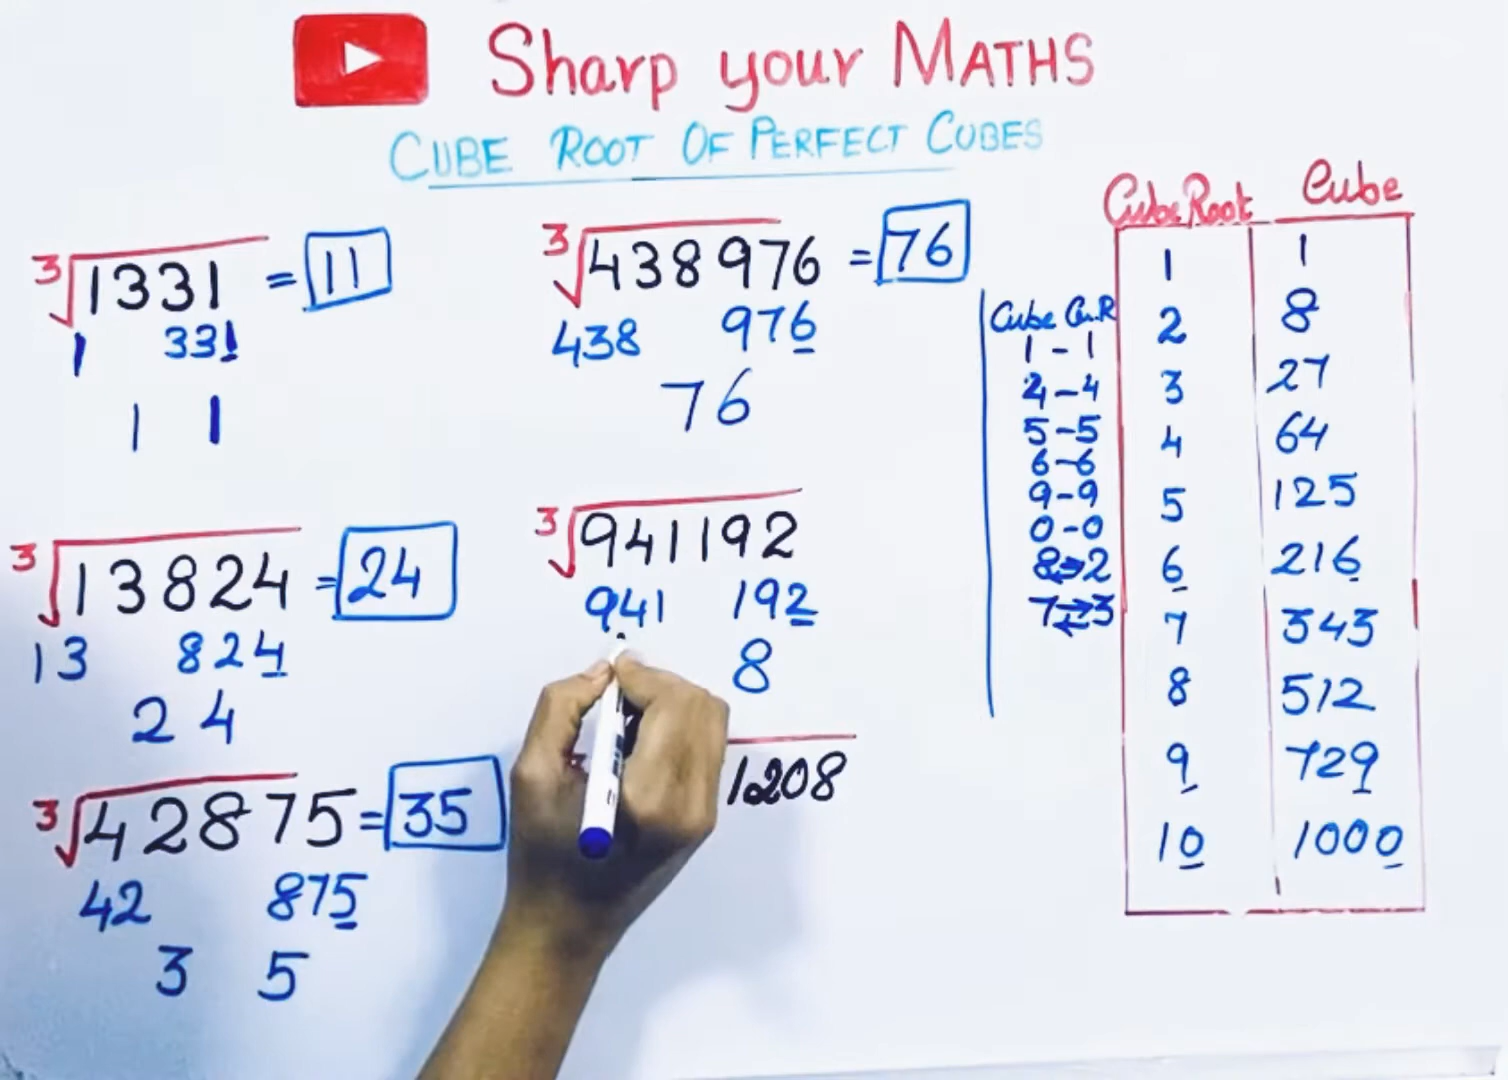 Sharp your MATHS
CUBE ROOT OF PERFECT CUBES
3√1331 = 11
1 331
1 1
3√13824 = 24
13 824
2 4
3√42875 = 35
42 875
3 5
3√438976 = 76
438 976
76
3√941192
941 192
8
1208
Cube Cu.R
1 - 1
4 - 4
5 - 5
6 - 6
9 - 9
0 - 0
8 ⇄ 2
7 ⇄ 3
Cube Root Cube
1 1
2 8
3 27
4 64
5 125
6 216
7 343
8 512
9 729
10 1000